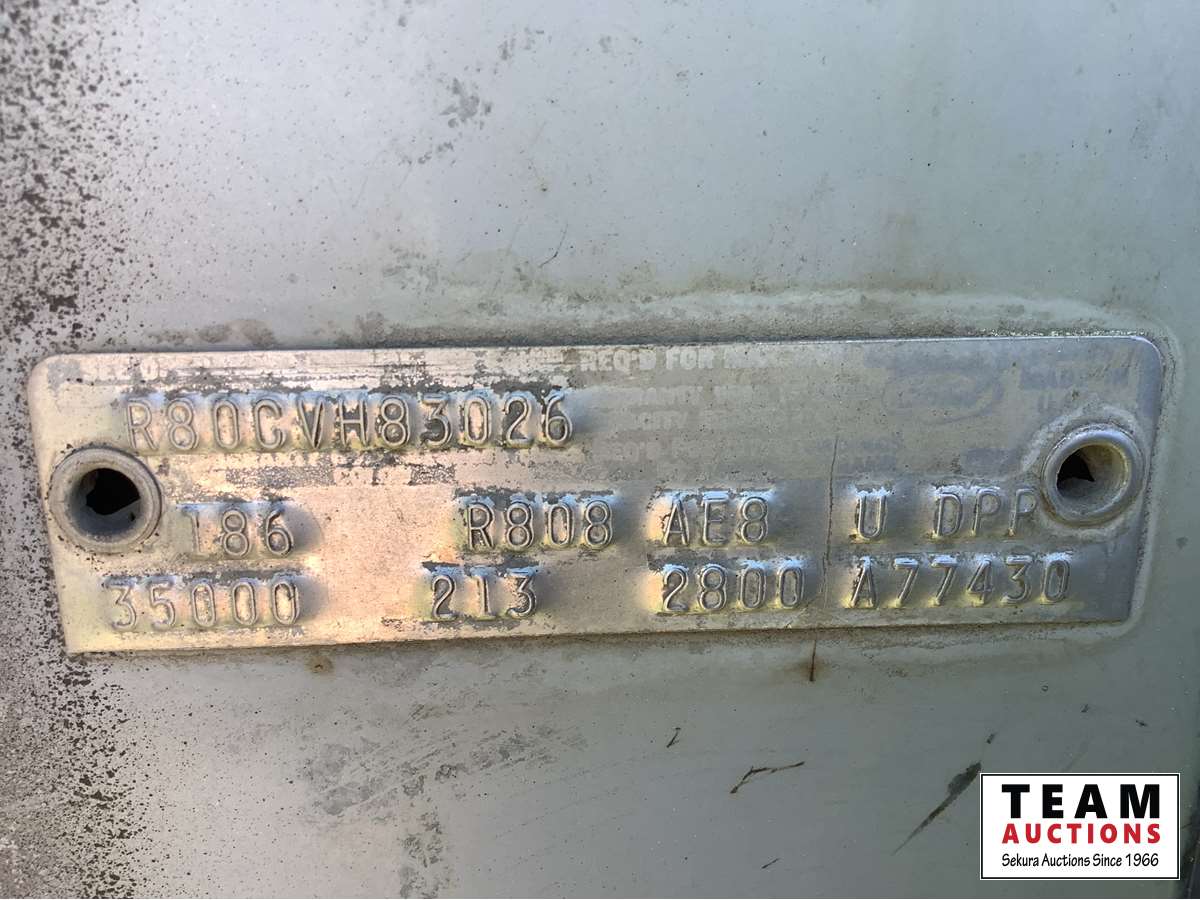 REQ'D FOR
R80CVH83026
186 R808 AE8 U DPP
35000 213 2800 A77430
TEAM
AUCTIONS
Sekura Auctions Since 1966